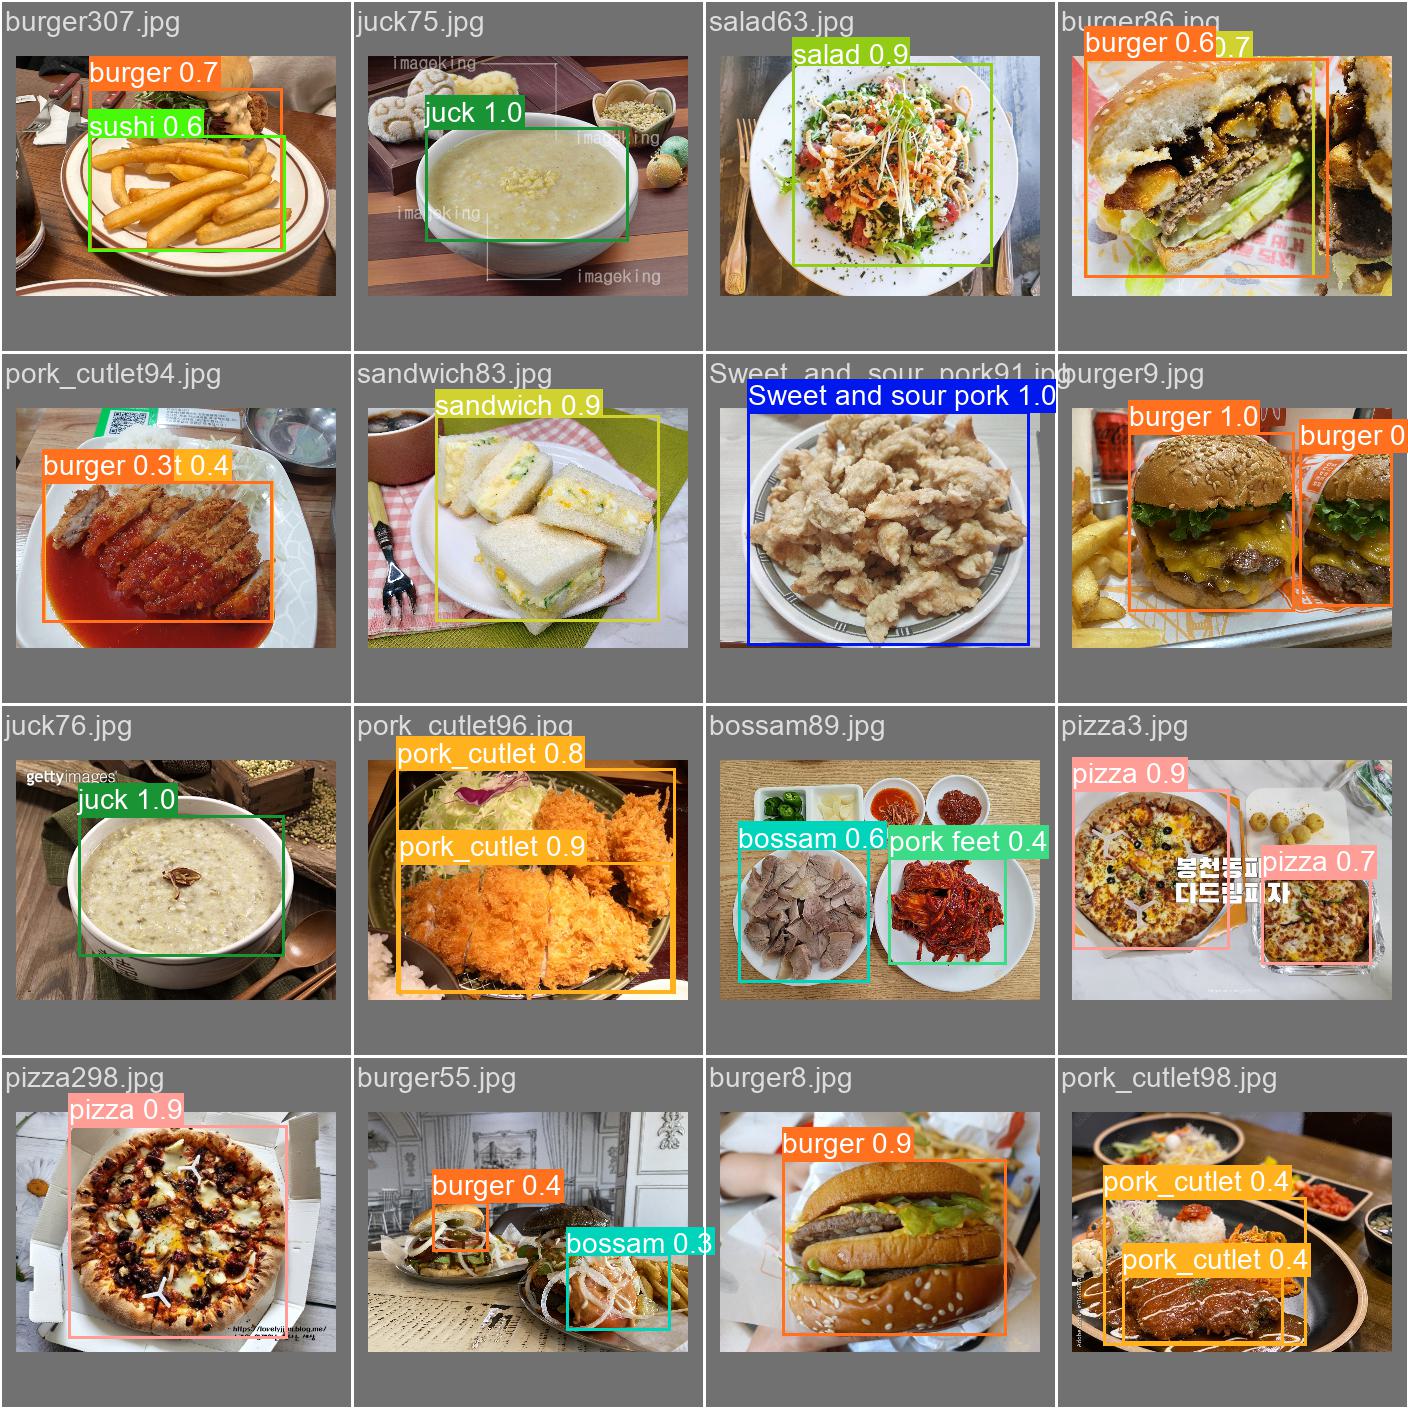 burger307.jpg
burger 0.7
sushi 0.6
juck75.jpg
imageking
juck 1.0
imageking
imageking
imageking
salad63.jpg
salad 0.9
burger86.jpg
burger 0.6
0.7
pork_cutlet94.jpg
burger 0.3
t 0.4
sandwich83.jpg
sandwich 0.9
Sweet_and_sour_pork91.jpg
Sweet and sour pork 1.0
burger9.jpg
burger 1.0
burger 0
juck76.jpg
gettyimages
juck 1.0
pork_cutlet96.jpg
pork_cutlet 0.8
pork_cutlet 0.9
bossam89.jpg
bossam 0.6
pork feet 0.4
pizza3.jpg
pizza 0.9
pizza 0.7
봉천동피
다드림피자
pizza298.jpg
pizza 0.9
https://lovelyjjin.blog.me/
burger55.jpg
burger 0.4
bossam 0.3
burger8.jpg
burger 0.9
pork_cutlet98.jpg
pork_cutlet 0.4
pork_cutlet 0.4